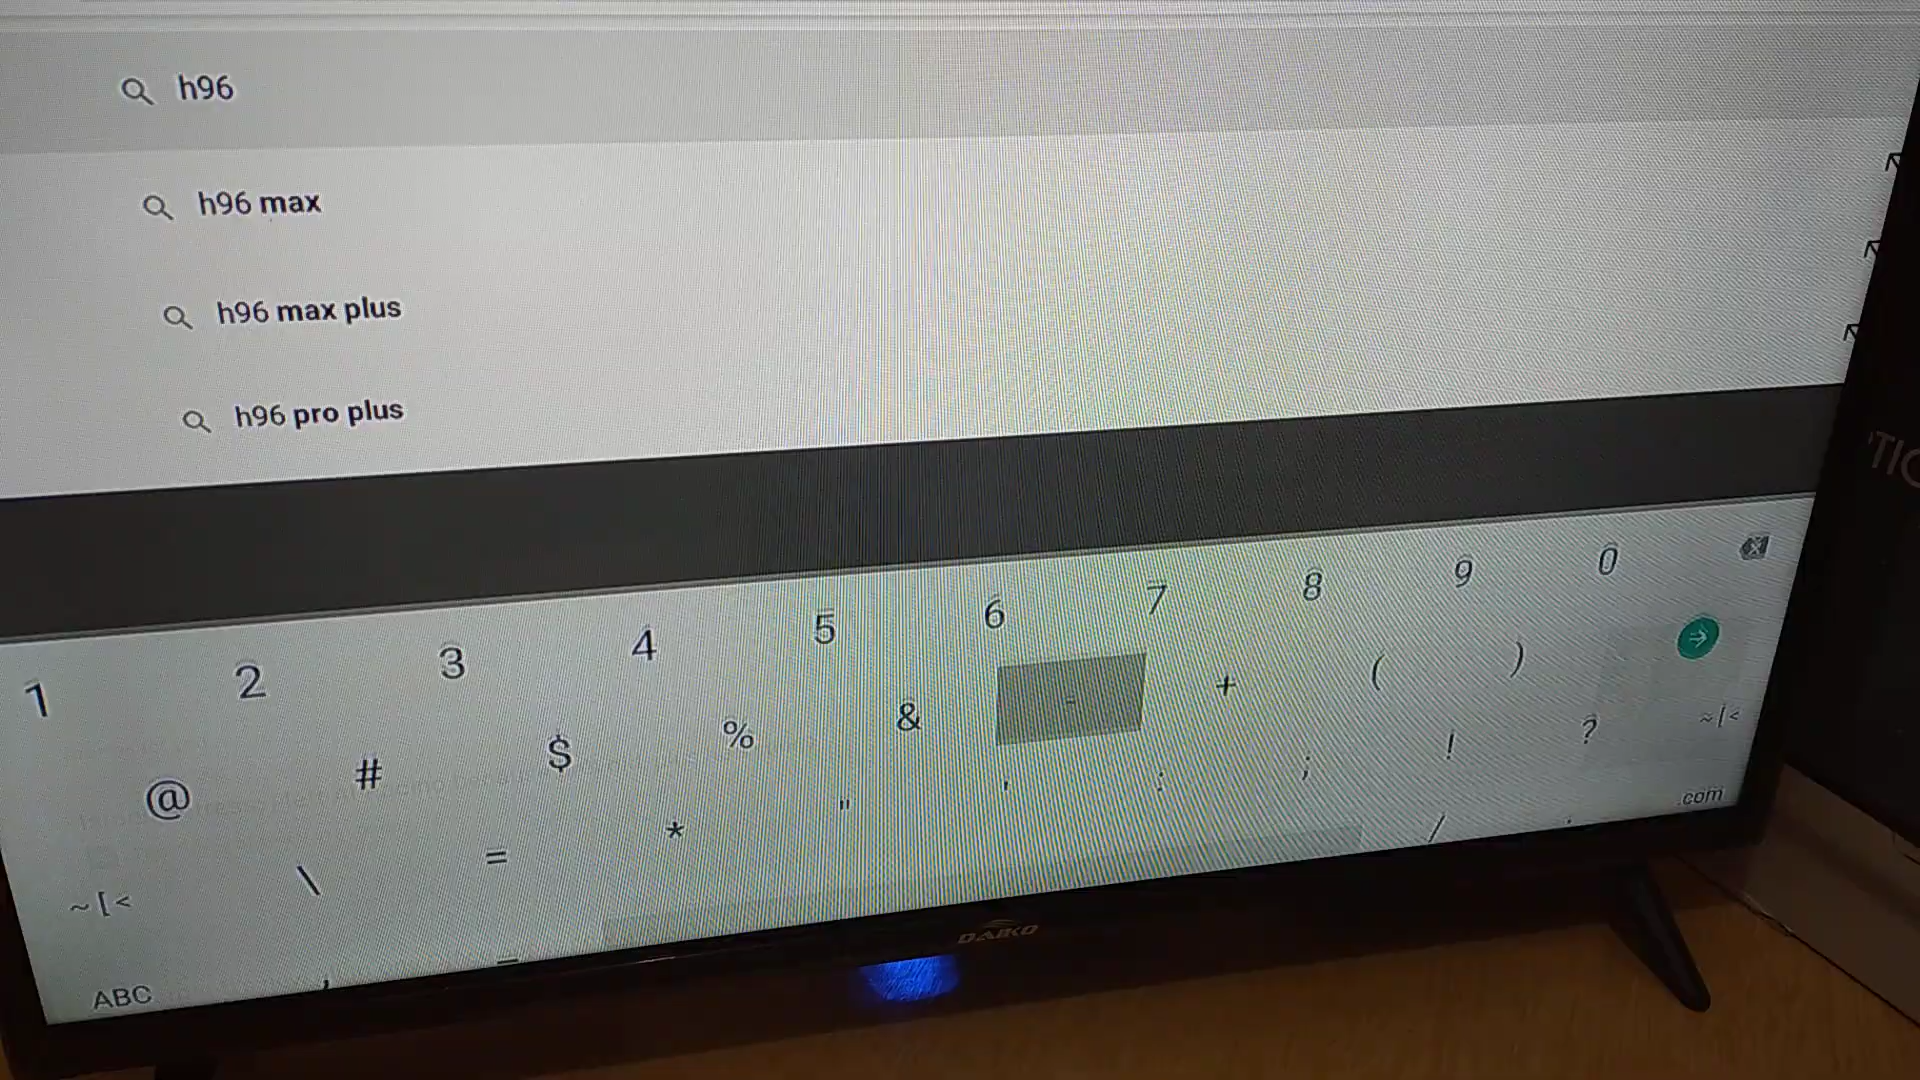 h96
h96 max
h96 max plus
h96 pro plus
1 2 3 4 5 6 7 8 9 0
@ # $ % & - + ( )
~[< \ = * " ' : ; ! ? ~[<
ABC , _ / . .com
DAIKO